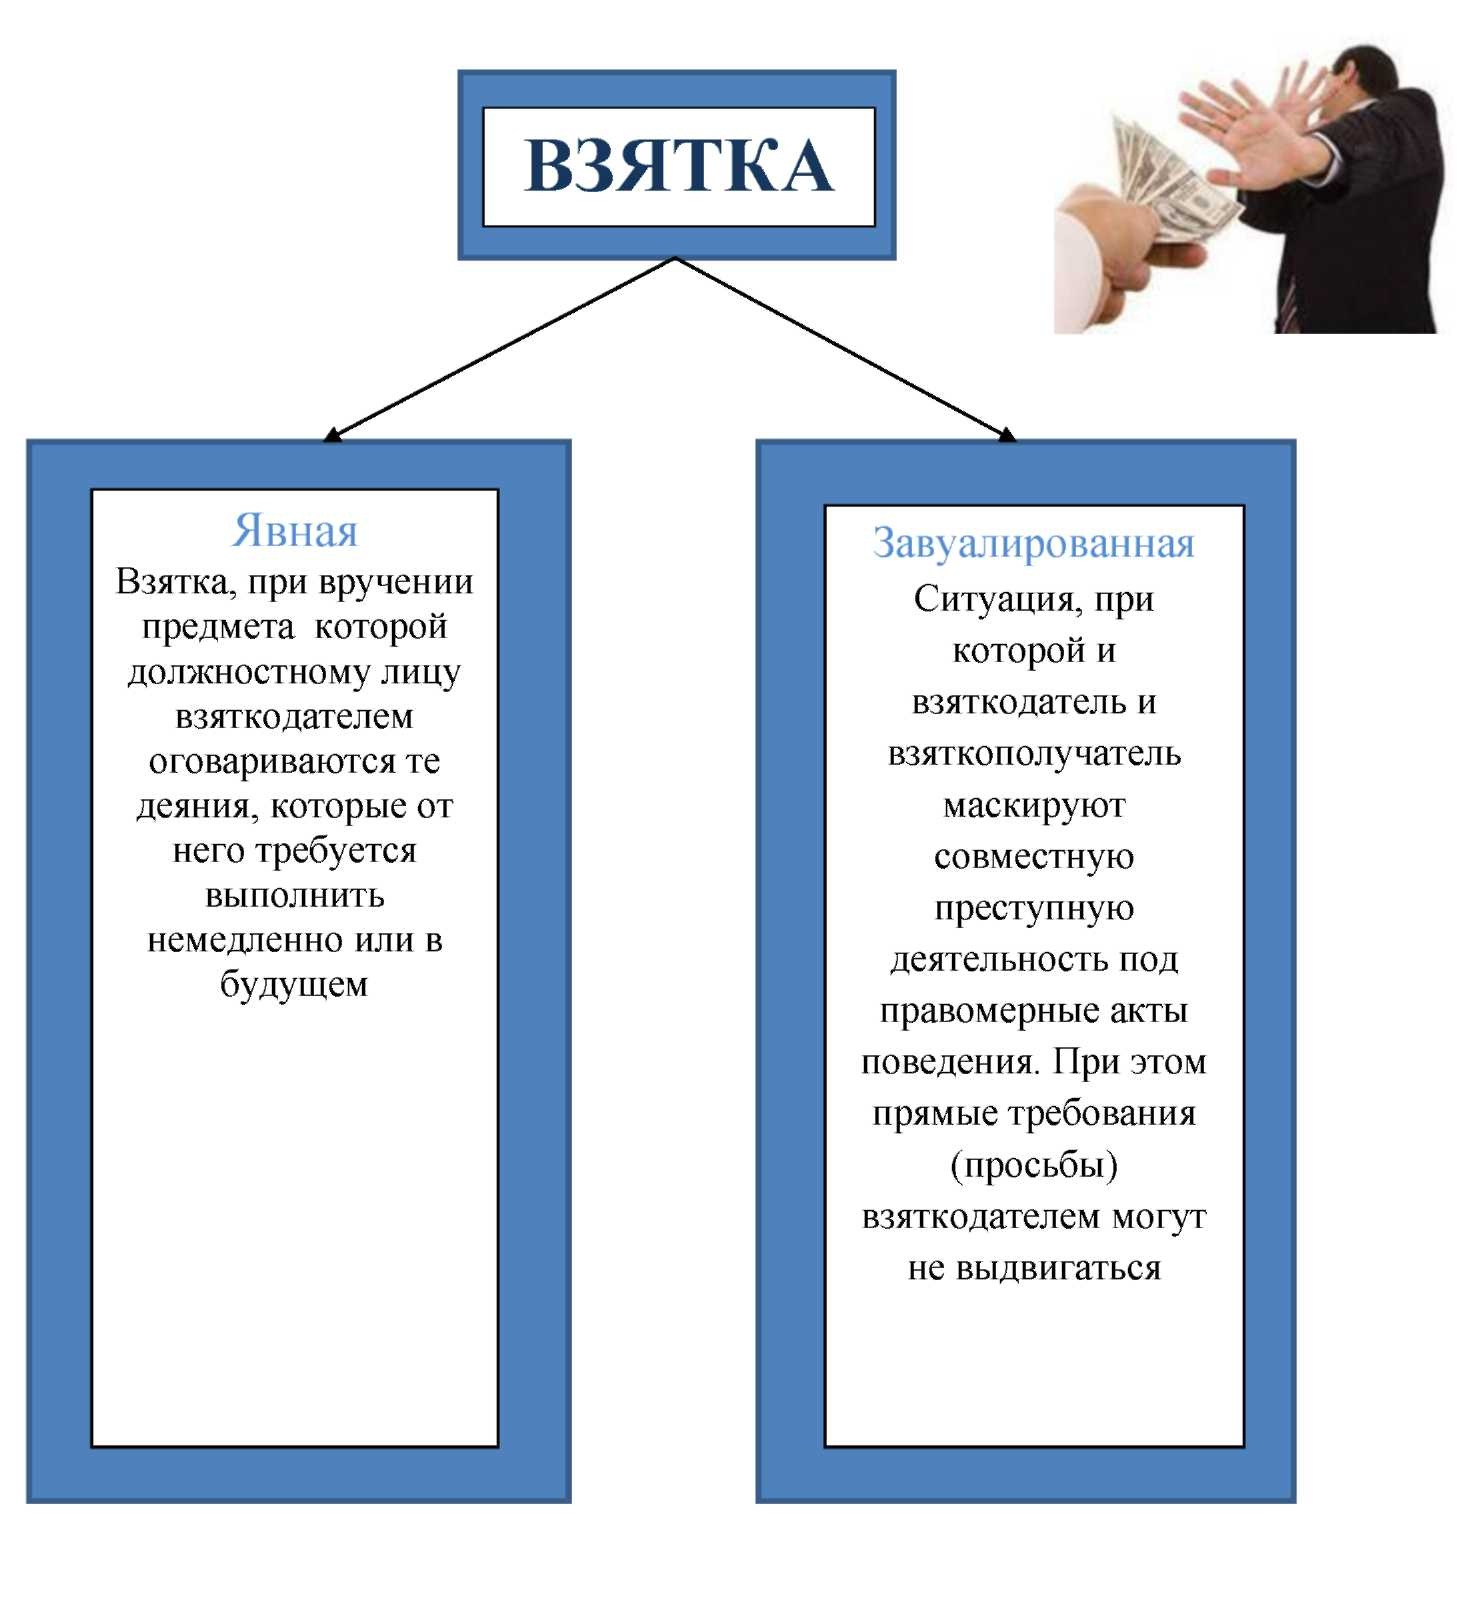 ВЗЯТКА
Явная
Взятка, при вручении
предмета которой
должностному лицу
взяткодателем
оговариваются те
деяния, которые от
него требуется
выполнить
немедленно или в
будущем
Завуалированная
Ситуация, при
которой и
взяткодатель и
взяткополучатель
маскируют
совместную
преступную
деятельность под
правомерные акты
поведения. При этом
прямые требования
(просьбы)
взяткодателем могут
не выдвигаться